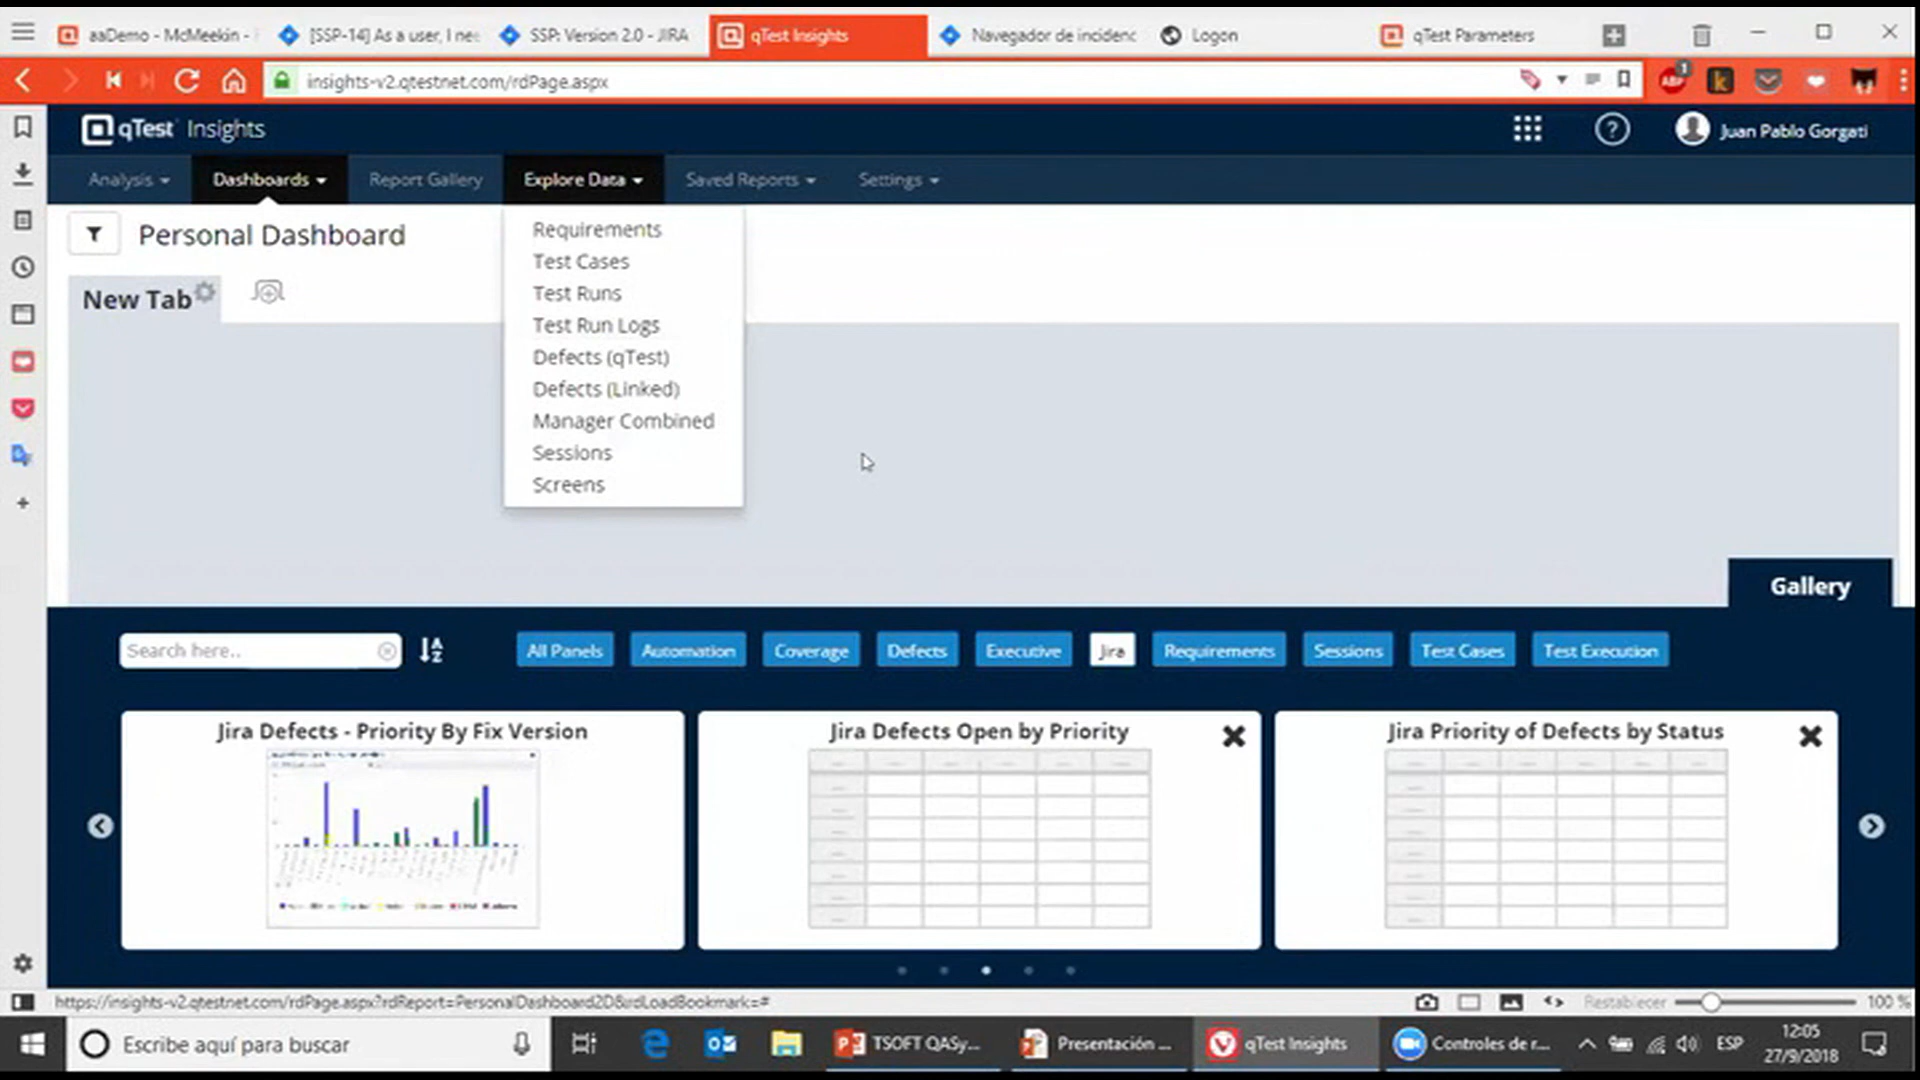 aaDemo - McMeekin -
[SSP-14] As a user, I nee
SSP: Version 2.0 - JIRA
qTest Insights
Navegador de incidenc
Logon
qTest Parameters
insights-v2.qtestnet.com/rdPage.aspx
ABP
1
k
qTest Insights
?
Juan Pablo Gorgati
Analysis
Dashboards
Report Gallery
Explore Data
Saved Reports
Settings
Personal Dashboard
New Tab
Requirements
Test Cases
Test Runs
Test Run Logs
Defects (qTest)
Defects (Linked)
Manager Combined
Sessions
Screens
Gallery
Search here..
All Panels
Automation
Coverage
Defects
Executive
Jira
Requirements
Sessions
Test Cases
Test Execution
Jira Defects - Priority By Fix Version
Jira Defects Open by Priority
Jira Priority of Defects by Status
https://insights-v2.qtestnet.com/rdPage.aspx?rdReport=PersonalDashboard2D&rdLoadBookmark=#
Restablecer
100 %
Escribe aquí para buscar
TSOFT QASy...
Presentación ...
qTest Insights
Controles de r...
ESP
12:05
27/9/2018